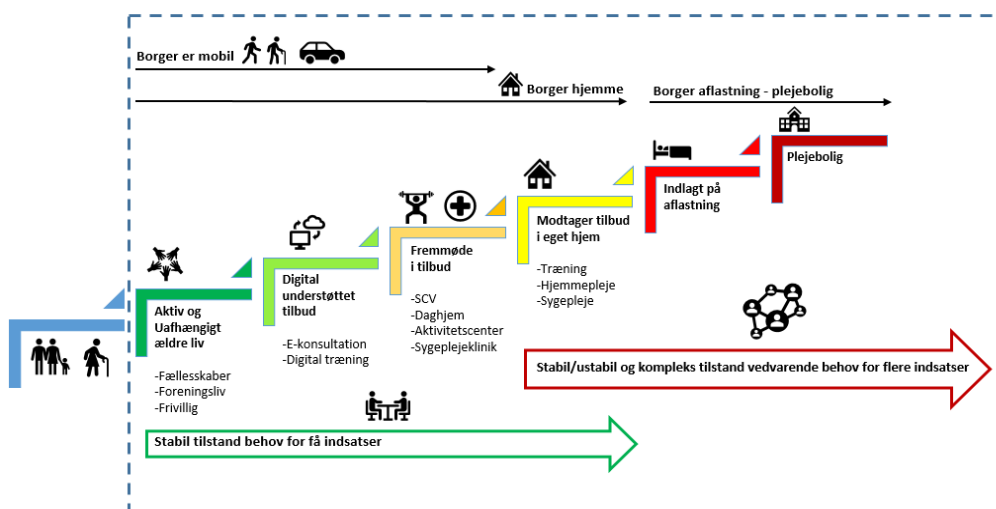 Borger er mobil
Borger hjemme
Borger aflastning - plejebolig
Aktiv og
Uafhængigt
ældre liv
-Fællesskaber
-Foreningsliv
-Frivillig
Digital
understøttet
tilbud
-E-konsultation
-Digital træning
Fremmøde
i tilbud
-SCV
-Daghjem
-Aktivitetscenter
-Sygeplejeklinik
Modtager tilbud
i eget hjem
-Træning
-Hjemmepleje
-Sygepleje
Indlagt på
aflastning
Plejebolig
Stabil/ustabil og kompleks tilstand vedvarende behov for flere indsatser
Stabil tilstand behov for få indsatser